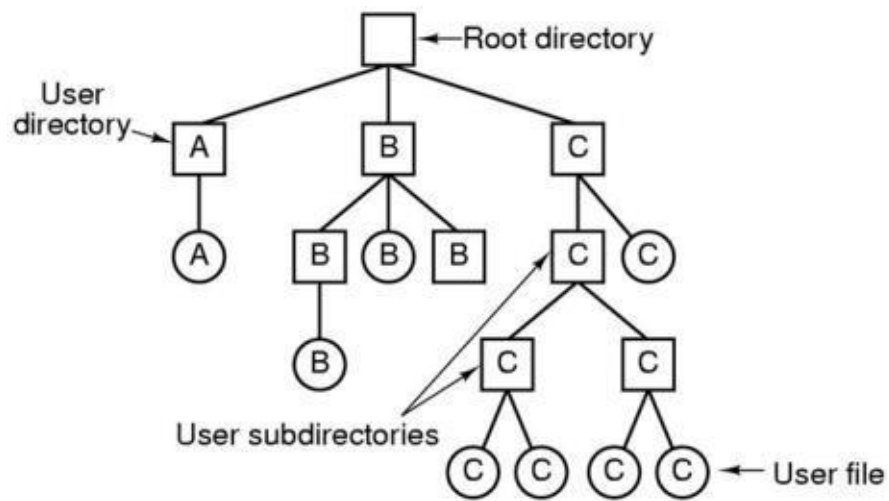 Root directory
User
directory
A
B
C
A
B
B
B
C
C
B
C
C
User subdirectories
C
C
C
C
User file